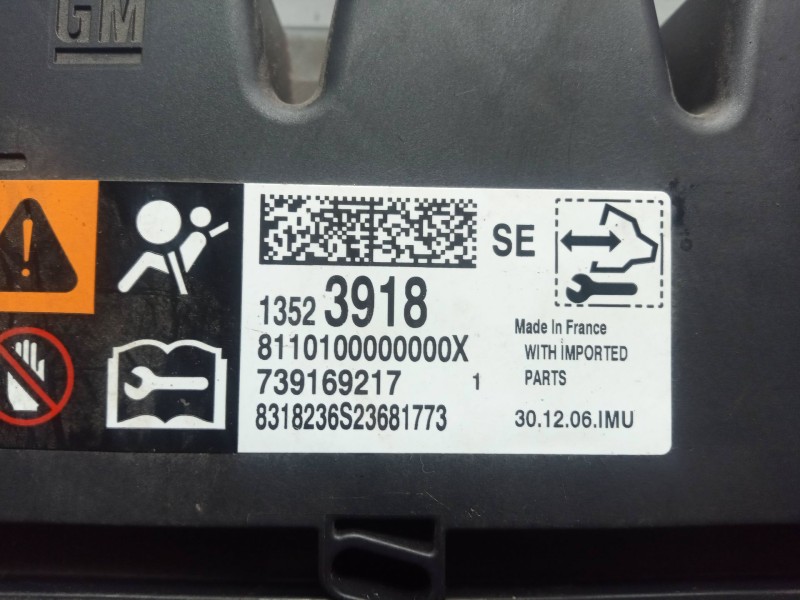 GM
SE
1352 3918
8110100000000X
739169217 1
8318236S23681773
Made In France
WITH IMPORTED
PARTS
30.12.06.IMU